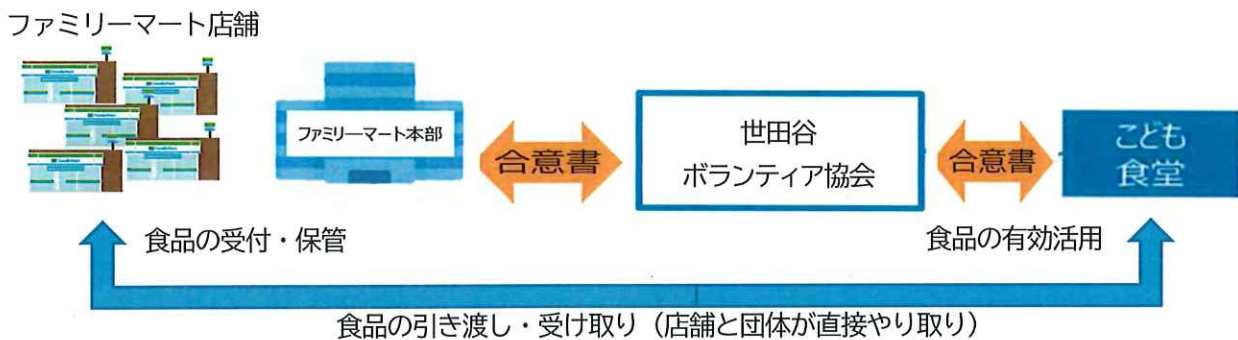 ファミリーマート店舗
ファミリーマート本部
合意書
世田谷
ボランティア協会
合意書
こども
食堂
食品の受付・保管
食品の有効活用
食品の引き渡し・受け取り（店舗と団体が直接やり取り）